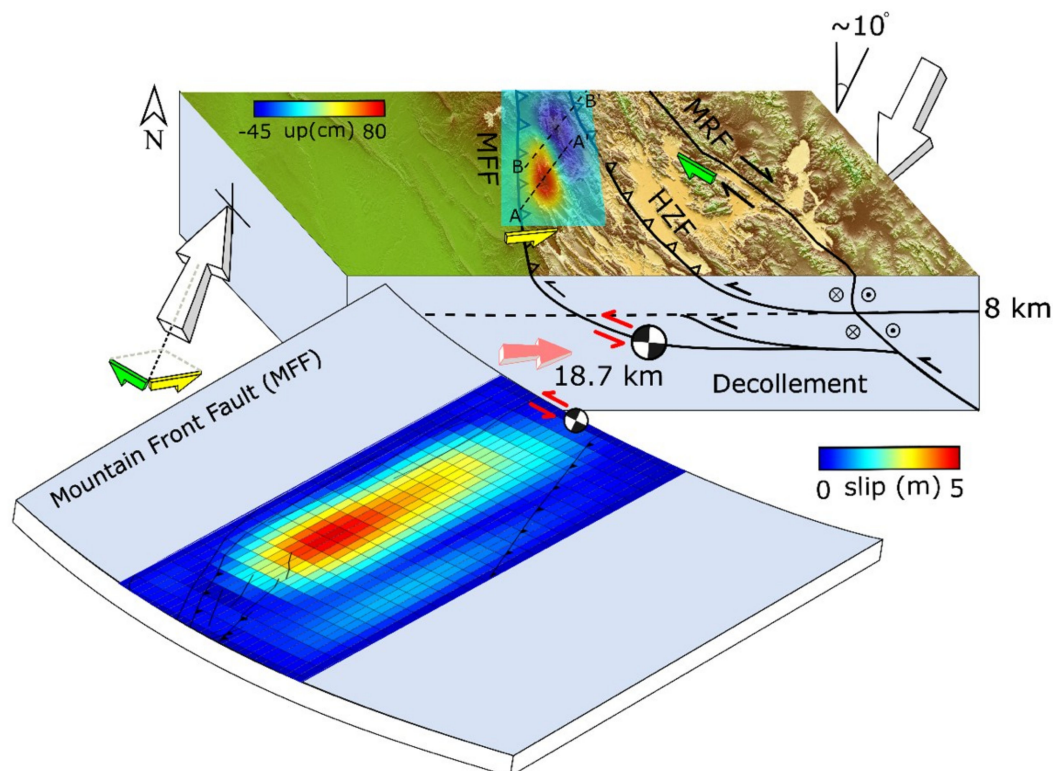 ~10°
N
-45 up(cm) 80
MFF
B'
A'
B
A
MRF
HZF
8 km
18.7 km
Decollement
Mountain Front Fault (MFF)
0 slip (m) 5